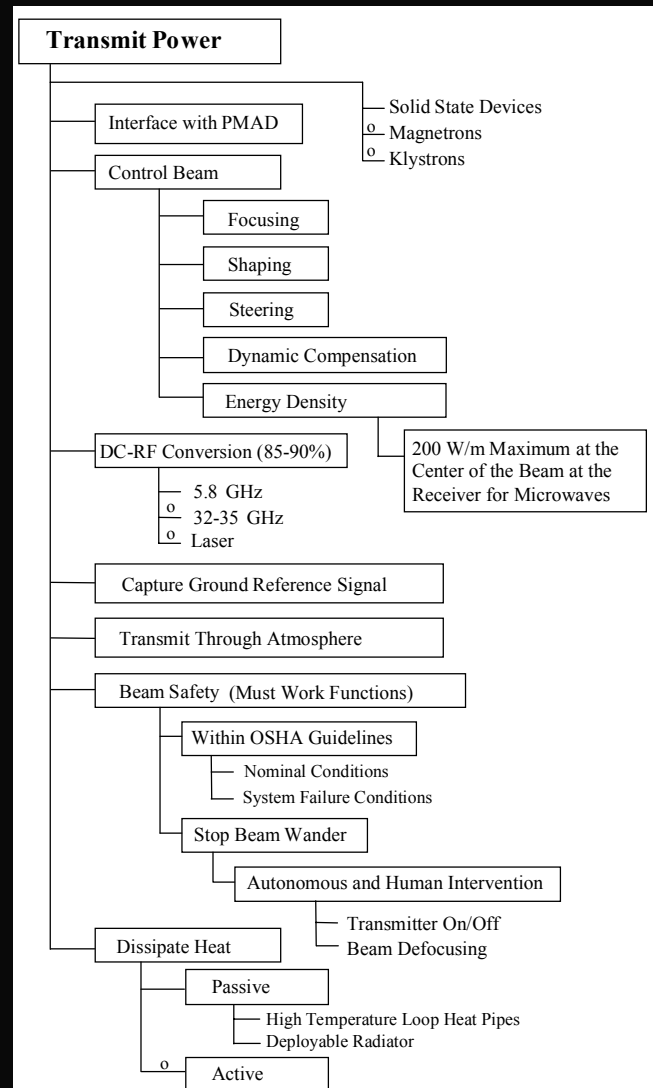 Transmit Power
Solid State Devices
o Magnetrons
o Klystrons
Interface with PMAD
Control Beam
Focusing
Shaping
Steering
Dynamic Compensation
Energy Density
200 W/m Maximum at the
Center of the Beam at the
Receiver for Microwaves
DC-RF Conversion (85-90%)
5.8 GHz
o 32-35 GHz
o Laser
Capture Ground Reference Signal
Transmit Through Atmosphere
Beam Safety (Must Work Functions)
Within OSHA Guidelines
Nominal Conditions
System Failure Conditions
Stop Beam Wander
Autonomous and Human Intervention
Transmitter On/Off
Beam Defocusing
Dissipate Heat
Passive
High Temperature Loop Heat Pipes
Deployable Radiator
o Active